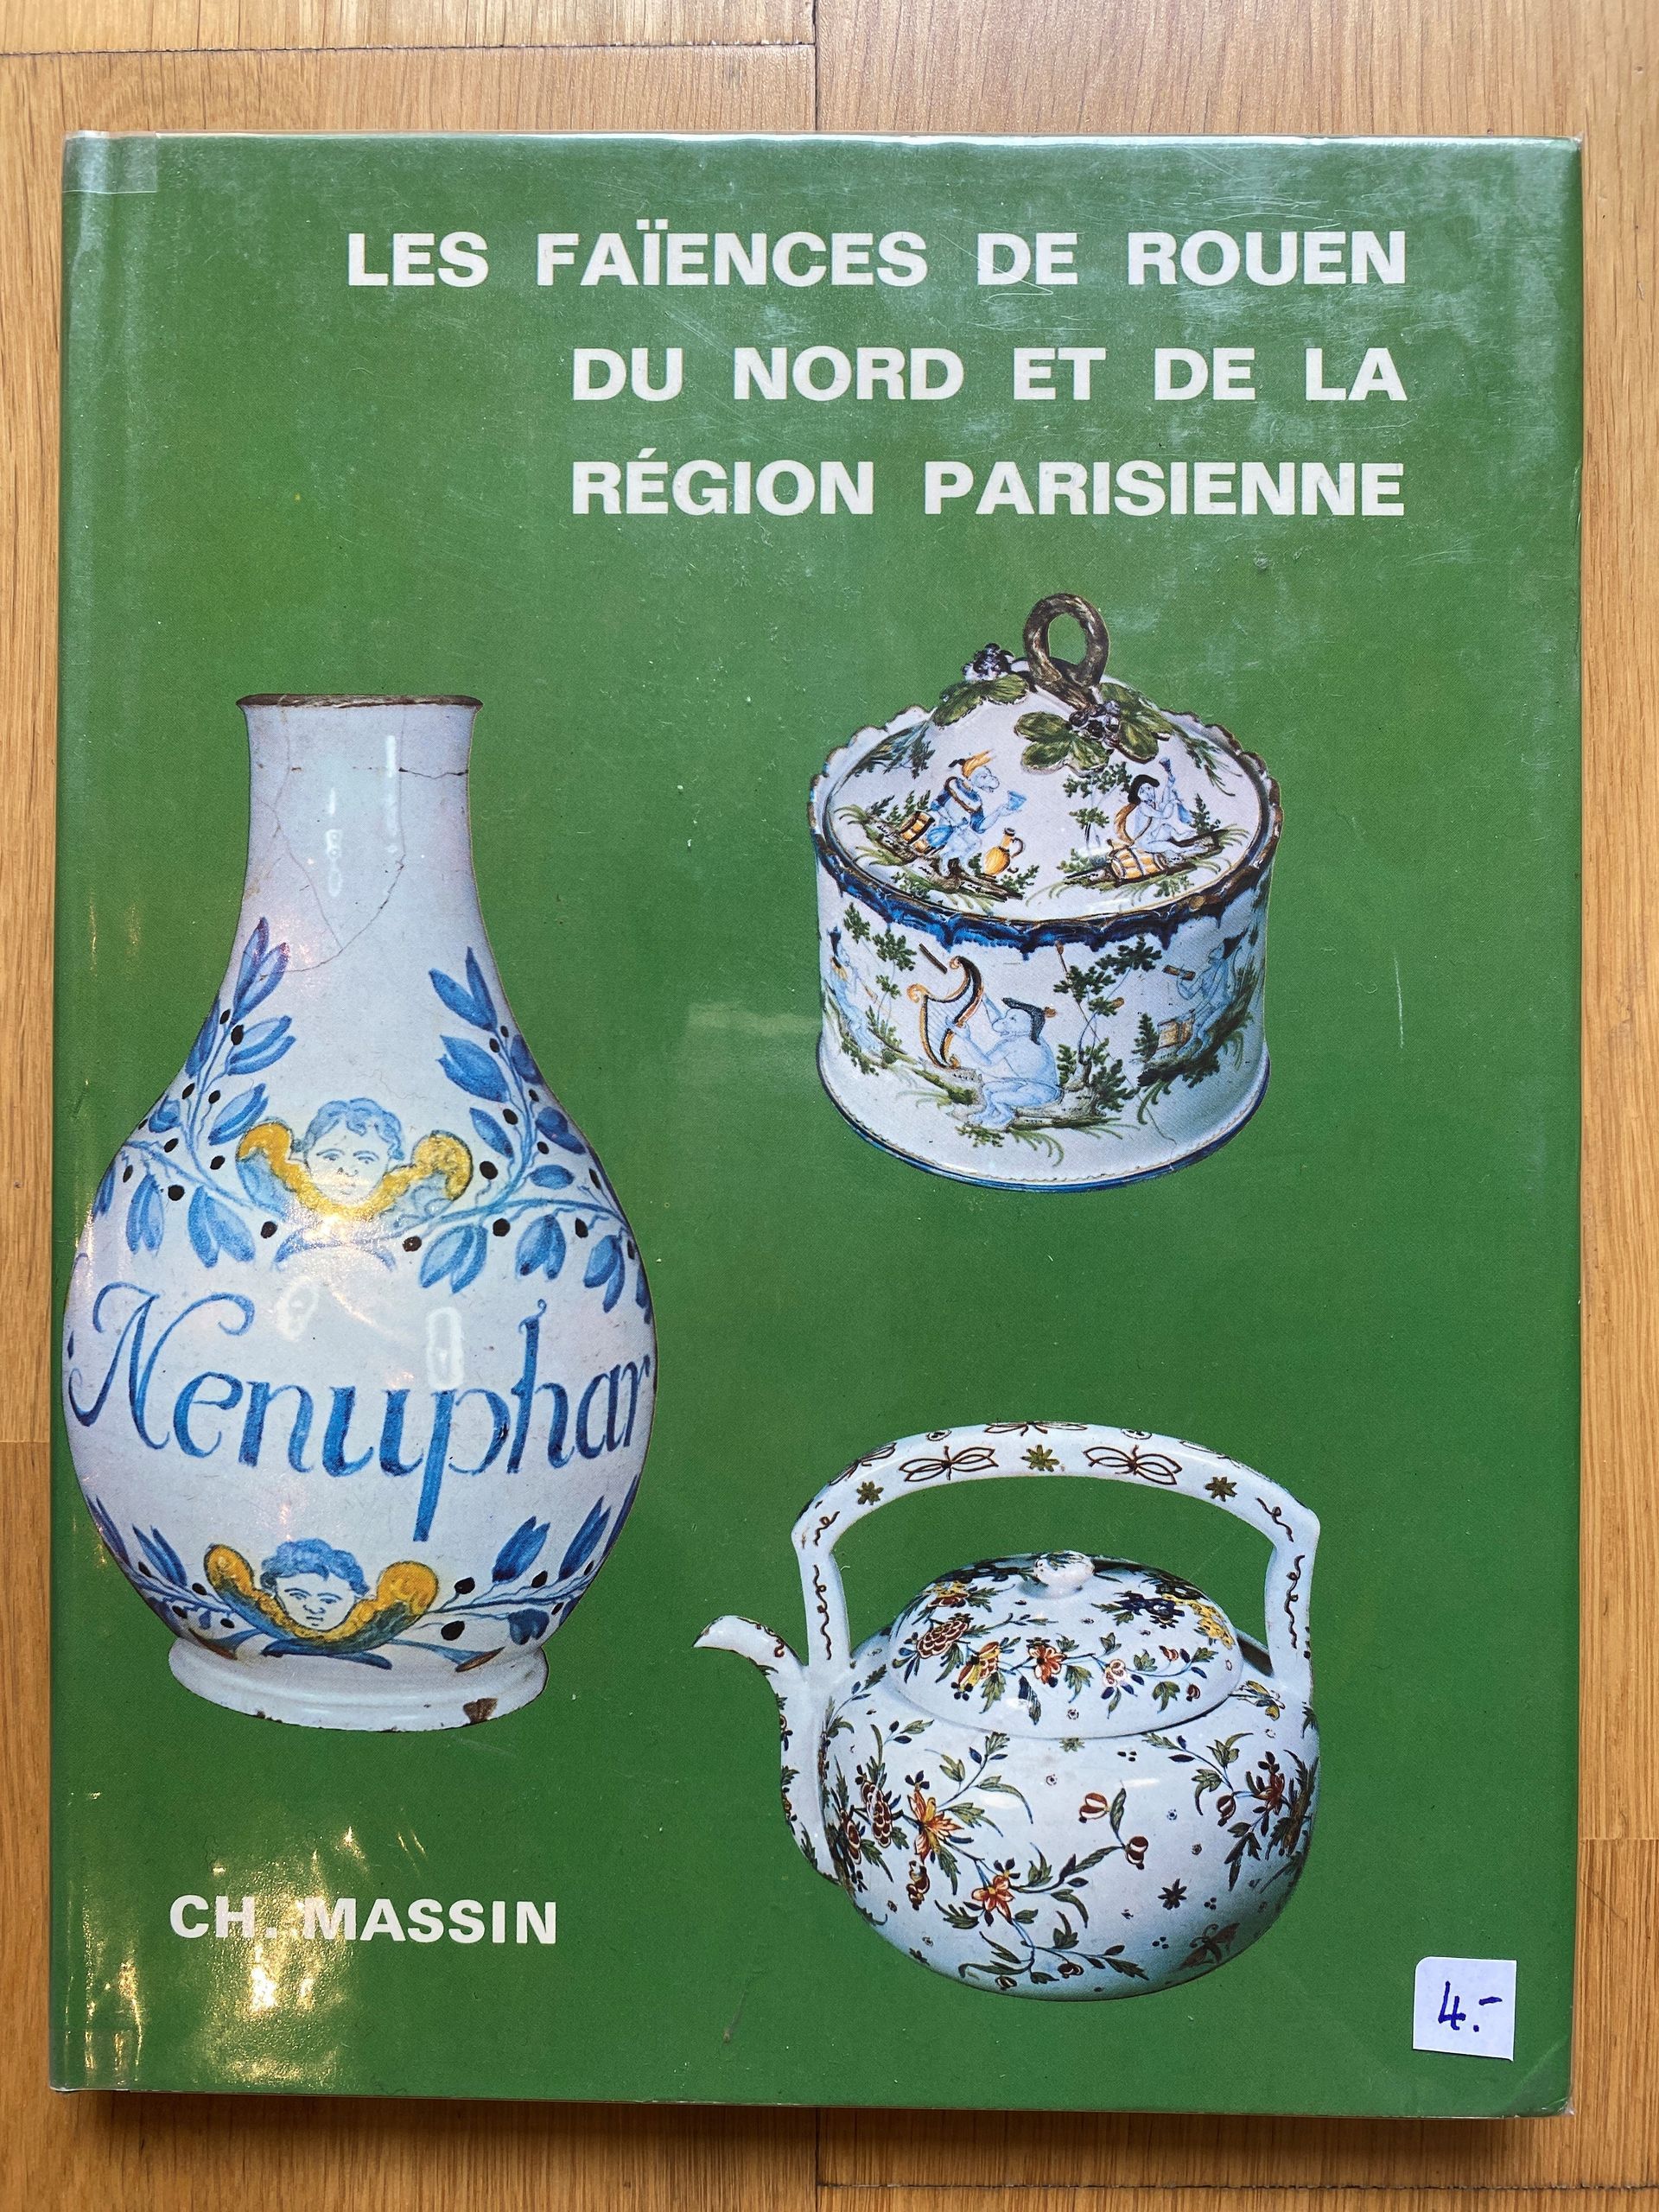 LES FAÏENCES DE ROUEN
DU NORD ET DE LA
RÉGION PARISIENNE
Nenuphar
CH. MASSIN
4.-